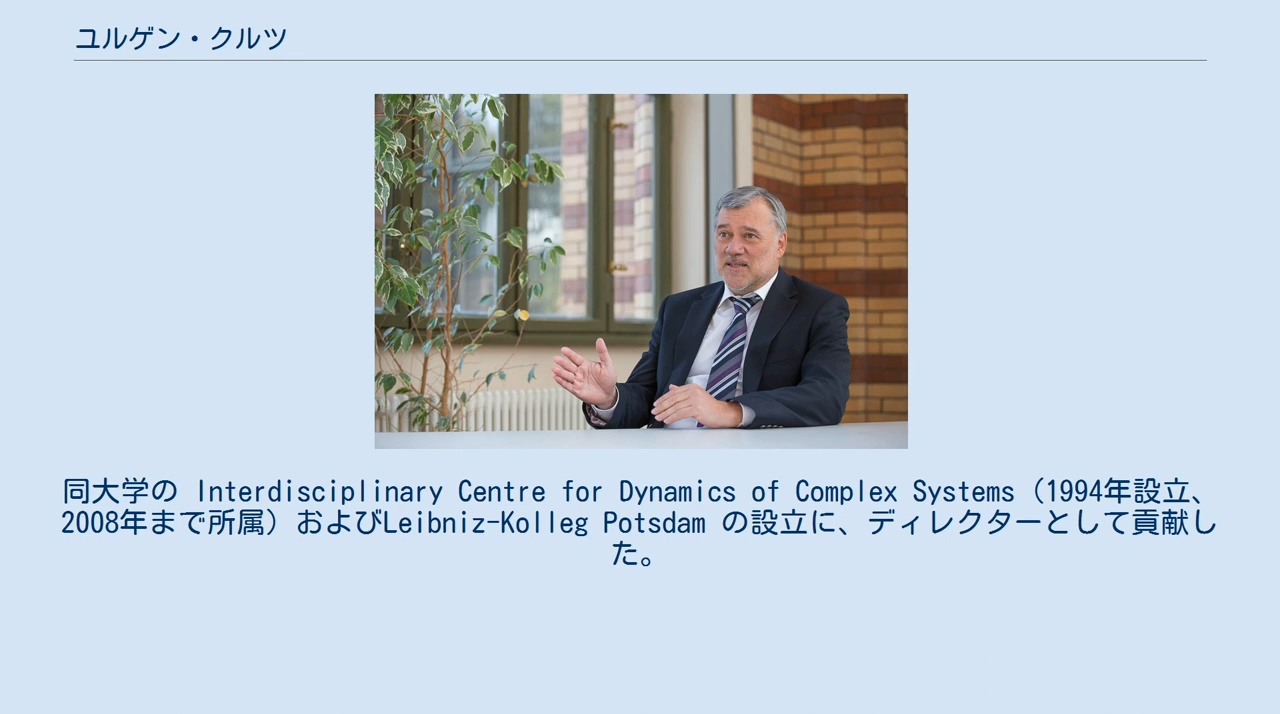 ユルゲン・クルツ
同大学の Interdisciplinary Centre for Dynamics of Complex Systems（1994年設立、
2008年まで所属）およびLeibniz-Kolleg Potsdam の設立に、ディレクターとして貢献し
た。